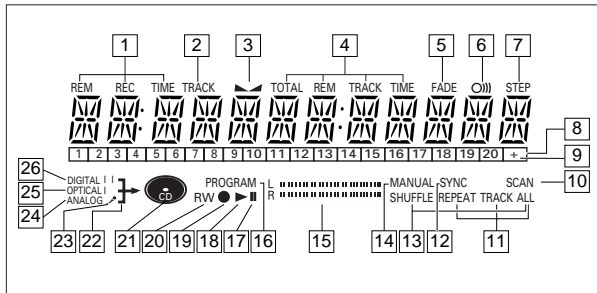 1 2 3 4 5 6 7
REM REC TIME TRACK TOTAL REM TRACK TIME FADE STEP
1 2 3 4 5 6 7 8 9 10 11 12 13 14 15 16 17 18 19 20 +
8
9
26 DIGITAL I I
25 OPTICAL I
24 ANALOG
CD
PROGRAM
RW
L
R
MANUAL SYNC SCAN
SHUFFLE REPEAT TRACK ALL
10
23 22 21 20 19 18 17 16 15 14 13 12 11